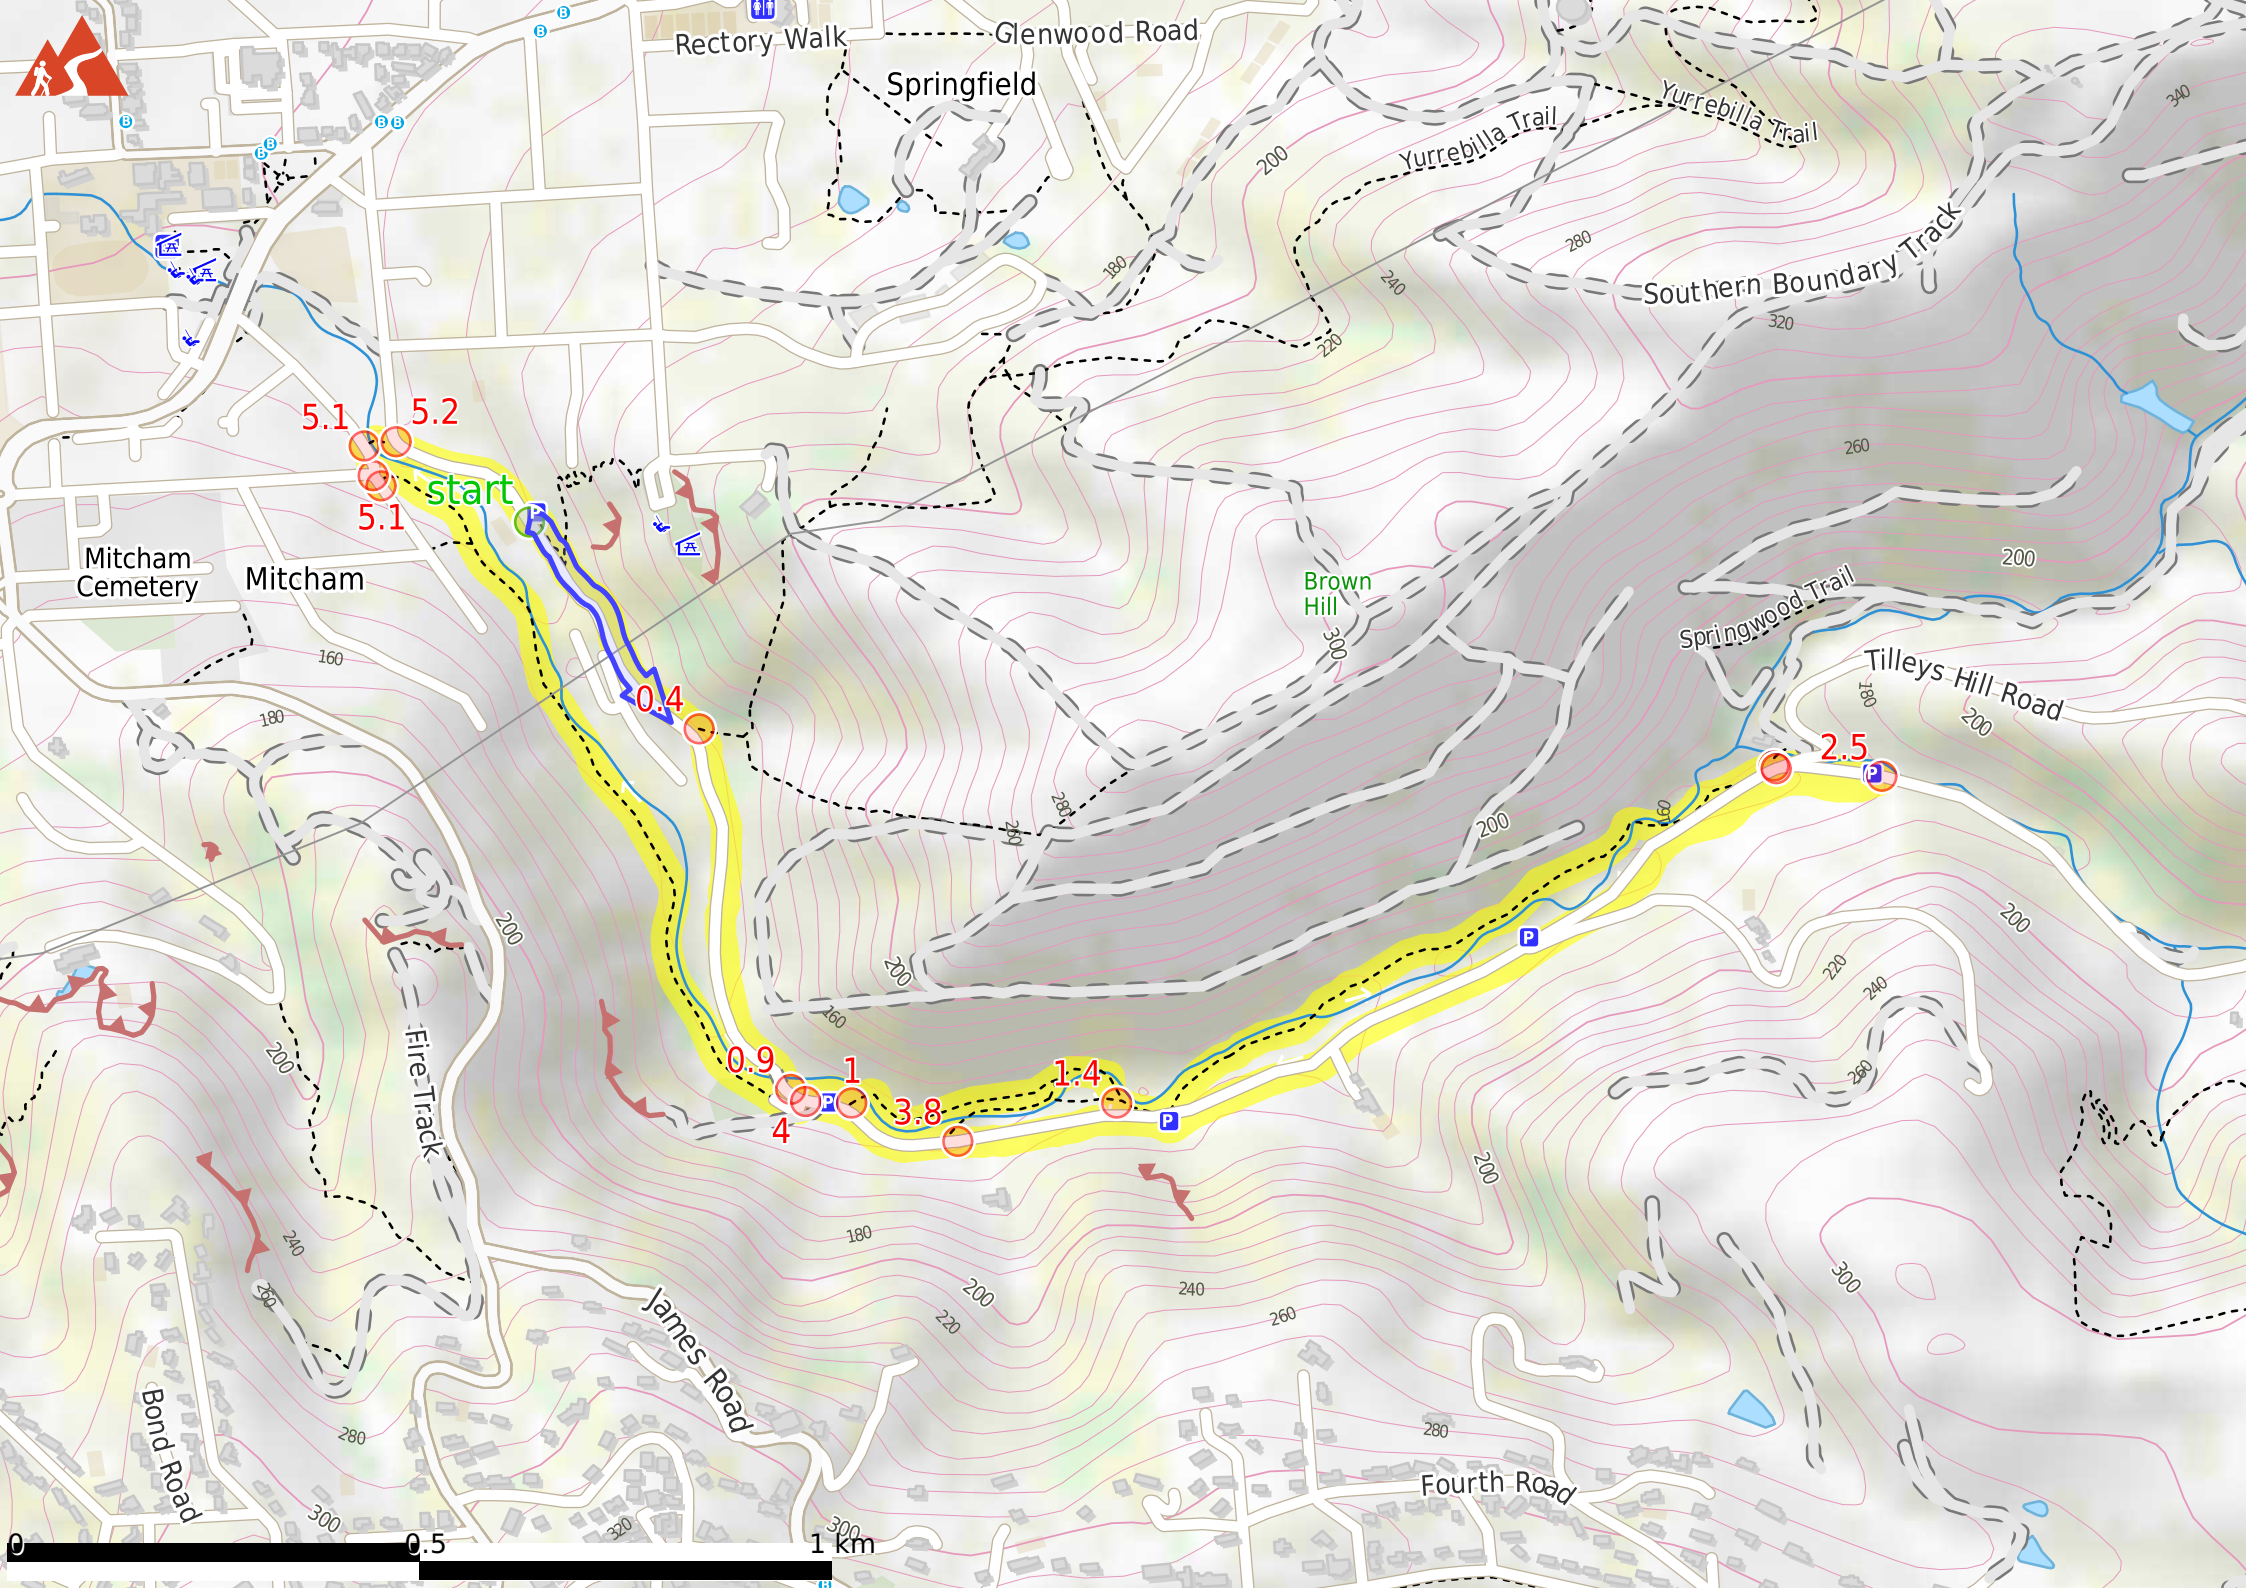 Rectory Walk
Glenwood Road
Springfield
Yurrebilla Trail
Yurrebilla Trail
340
200
180
280
240
220
Southern Boundary Track
320
B
B
B
B B
B
B
5.1
5.2
start
5.1
P
Mitcham
Cemetery
Mitcham
160
180
Brown
Hill
300
260
200
Springwood Trail
Tilleys Hill Road
180
200
0.4
2.5
P
280
260
200
160
200
200
200
160
P
220
240
260
Fire Track
200
0.9
1
1.4
P
3.8
4
P
200
180
200
220
240
260
240
260
300
James Road
Bond Road
280
300
320
300
280
Fourth Road
0
0.5
1 km
B